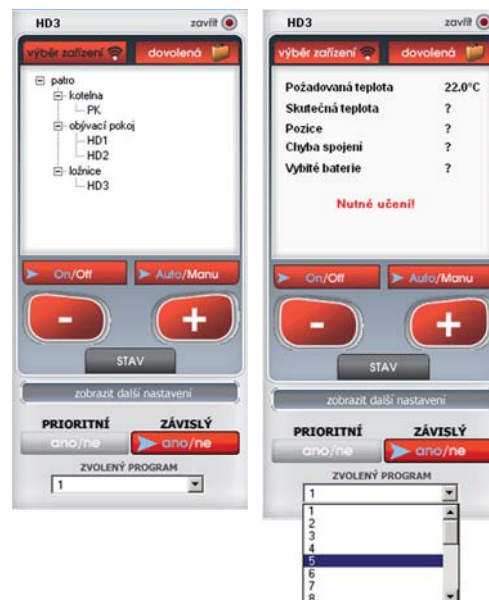 HD3 zavřít
výběr zařízení dovolená
patro
kotelna
PK
obývací pokoj
HD1
HD2
ložnice
HD3
On/Off Auto/Manu
- +
STAV
zobrazit další nastavení
PRIORITNÍ ZÁVISLÝ
ano/ne ano/ne
ZVOLENÝ PROGRAM
1
HD3 zavřít
výběr zařízení dovolená
Požadovaná teplota 22.0°C
Skutečná teplota ?
Pozice ?
Chyba spojení ?
Vybité baterie ?
Nutné učení!
On/Off Auto/Manu
- +
STAV
zobrazit další nastavení
PRIORITNÍ ZÁVISLÝ
ano/ne ano/ne
ZVOLENÝ PROGRAM
1
1
2
3
4
5
6
7
8